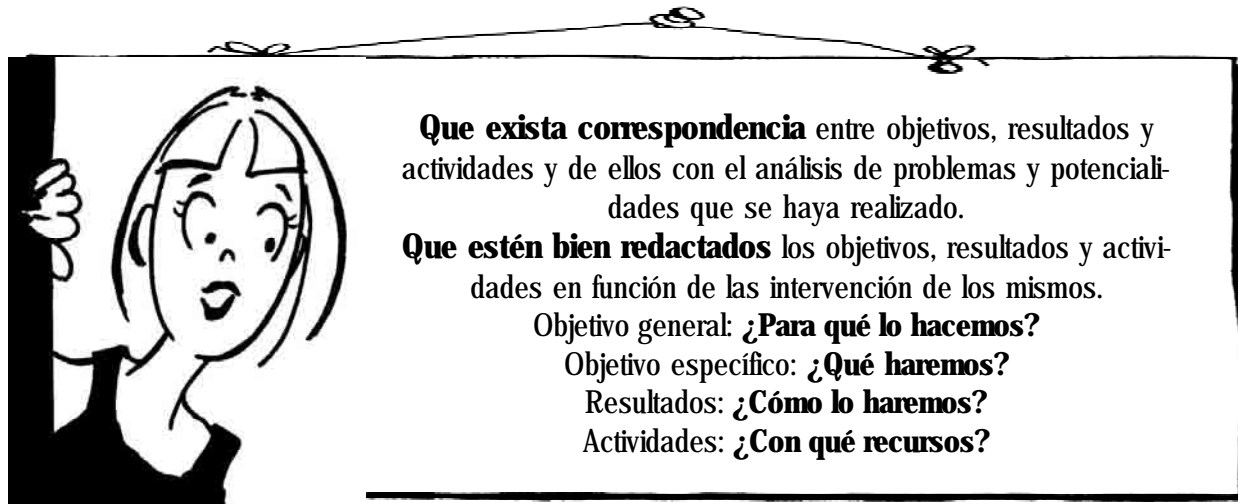 Que exista correspondencia entre objetivos, resultados y
actividades y de ellos con el análisis de problemas y potenciali-
dades que se haya realizado.
Que estén bien redactados los objetivos, resultados y activi-
dades en función de las intervención de los mismos.
Objetivo general: ¿Para qué lo hacemos?
Objetivo específico: ¿Qué haremos?
Resultados: ¿Cómo lo haremos?
Actividades: ¿Con qué recursos?